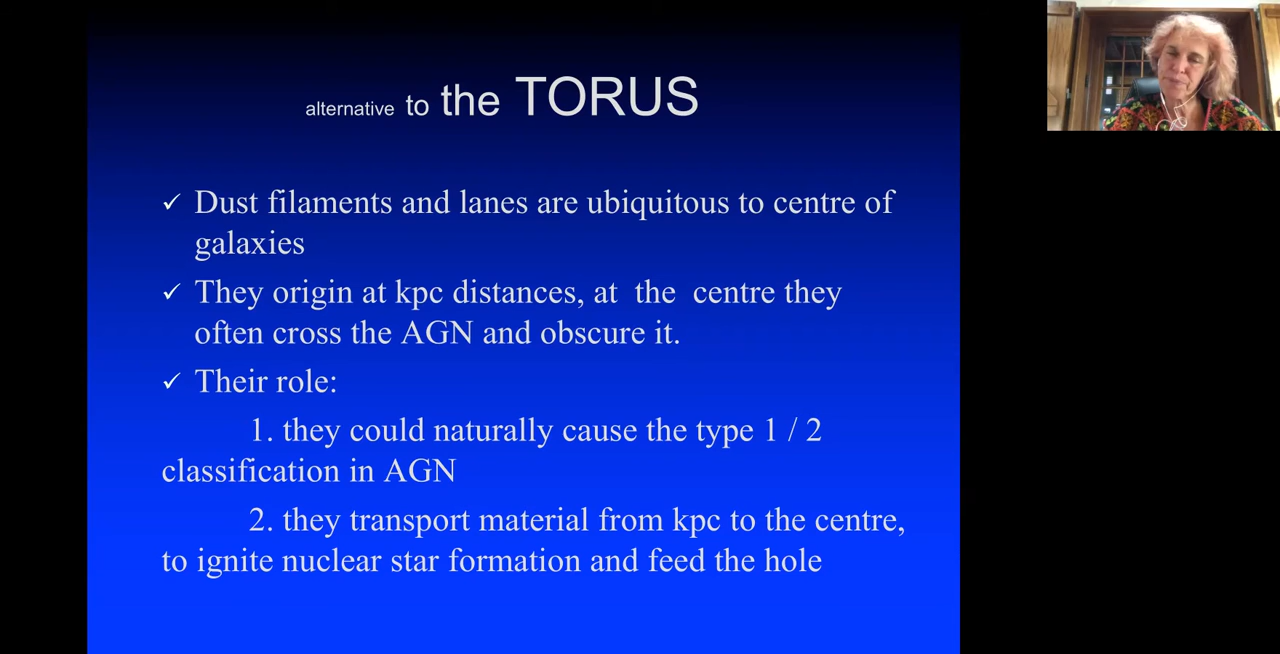 alternative to the TORUS
✓ Dust filaments and lanes are ubiquitous to centre of
galaxies
✓ They origin at kpc distances, at the centre they
often cross the AGN and obscure it.
✓ Their role:
1. they could naturally cause the type 1 / 2
classification in AGN
2. they transport material from kpc to the centre,
to ignite nuclear star formation and feed the hole